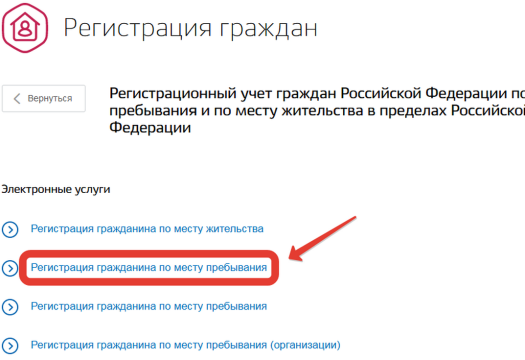 Регистрация граждан
Вернуться
Регистрационный учет граждан Российской Федерации по
пребывания и по месту жительства в пределах Российской
Федерации
Электронные услуги
Регистрация гражданина по месту жительства
Регистрация гражданина по месту пребывания
Регистрация гражданина по месту пребывания
Регистрация гражданина по месту пребывания (организации)